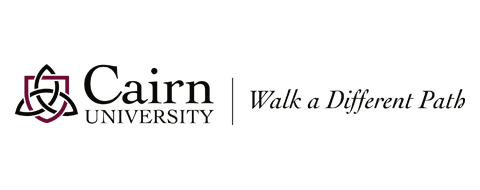 Cairn
UNIVERSITY
Walk a Different Path